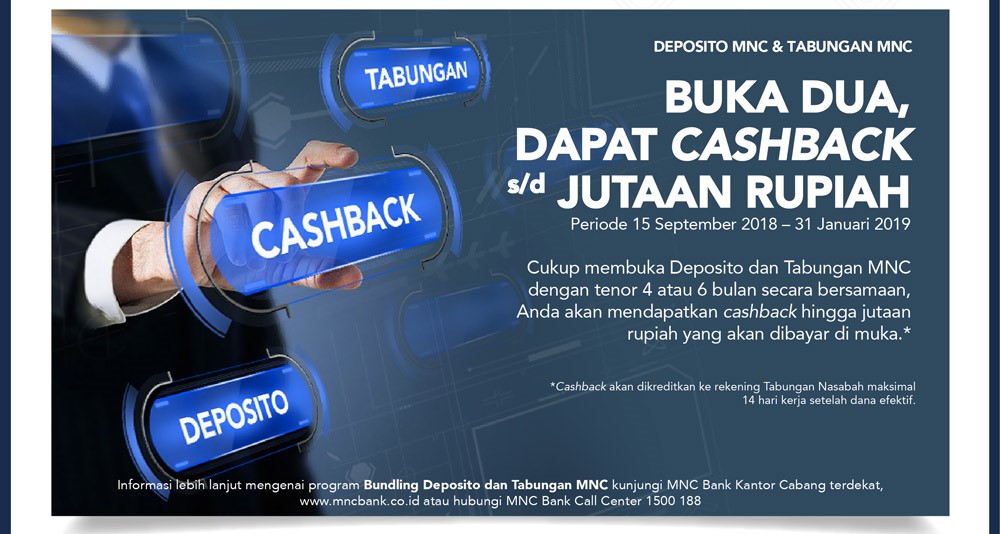 DEPOSITO MNC & TABUNGAN MNC
BUKA DUA,
DAPAT CASHBACK
s/d JUTAAN RUPIAH
Periode 15 September 2018 – 31 Januari 2019
Cukup membuka Deposito dan Tabungan MNC
dengan tenor 4 atau 6 bulan secara bersamaan,
Anda akan mendapatkan cashback hingga jutaan
rupiah yang akan dibayar di muka.*
*Cashback akan dikreditkan ke rekening Tabungan Nasabah maksimal
14 hari kerja setelah dana efektif.
TABUNGAN
CASHBACK
DEPOSITO
Informasi lebih lanjut mengenai program Bundling Deposito dan Tabungan MNC kunjungi MNC Bank Kantor Cabang terdekat,
www.mncbank.co.id atau hubungi MNC Bank Call Center 1500 188